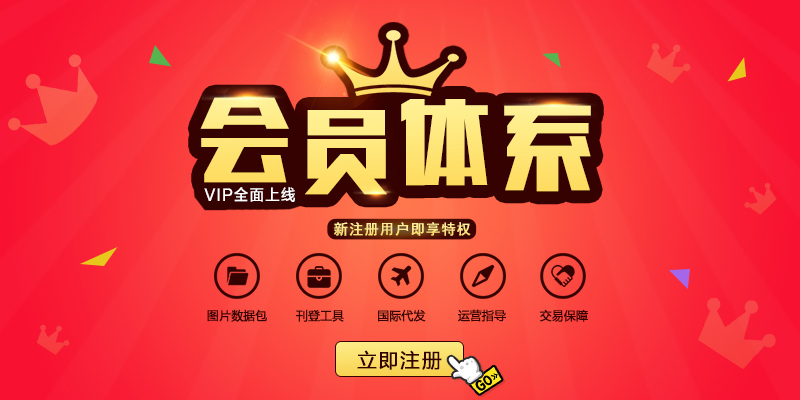 会员体系
VIP全面上线
新注册用户即享特权
图片数据包 刊登工具 国际代发 运营指导 交易保障
立即注册
GO»